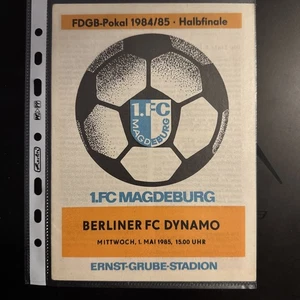 FDGB-Pokal 1984/85 · Halbfinale
1.FC
MAGDEBURG
1.FC MAGDEBURG
BERLINER FC DYNAMO
MITTWOCH, 1. MAI 1985, 15.00 UHR
ERNST-GRUBE-STADION